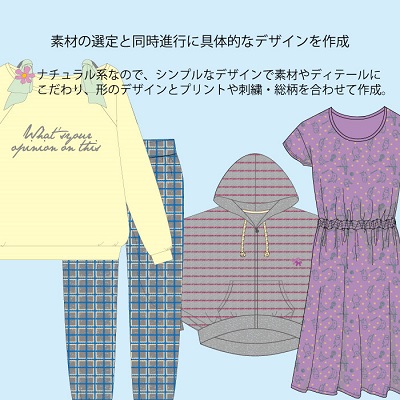 素材の選定と同時進行に具体的なデザインを作成
ナチュラル系なので、シンプルなデザインで素材やディテールに
こだわり、形のデザインとプリントや刺繍・総柄を合わせて作成。
What's your
opinion on this